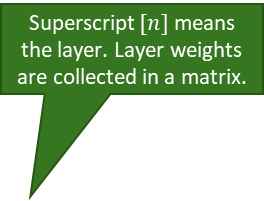 Superscript [n] means
the layer. Layer weights
are collected in a matrix.